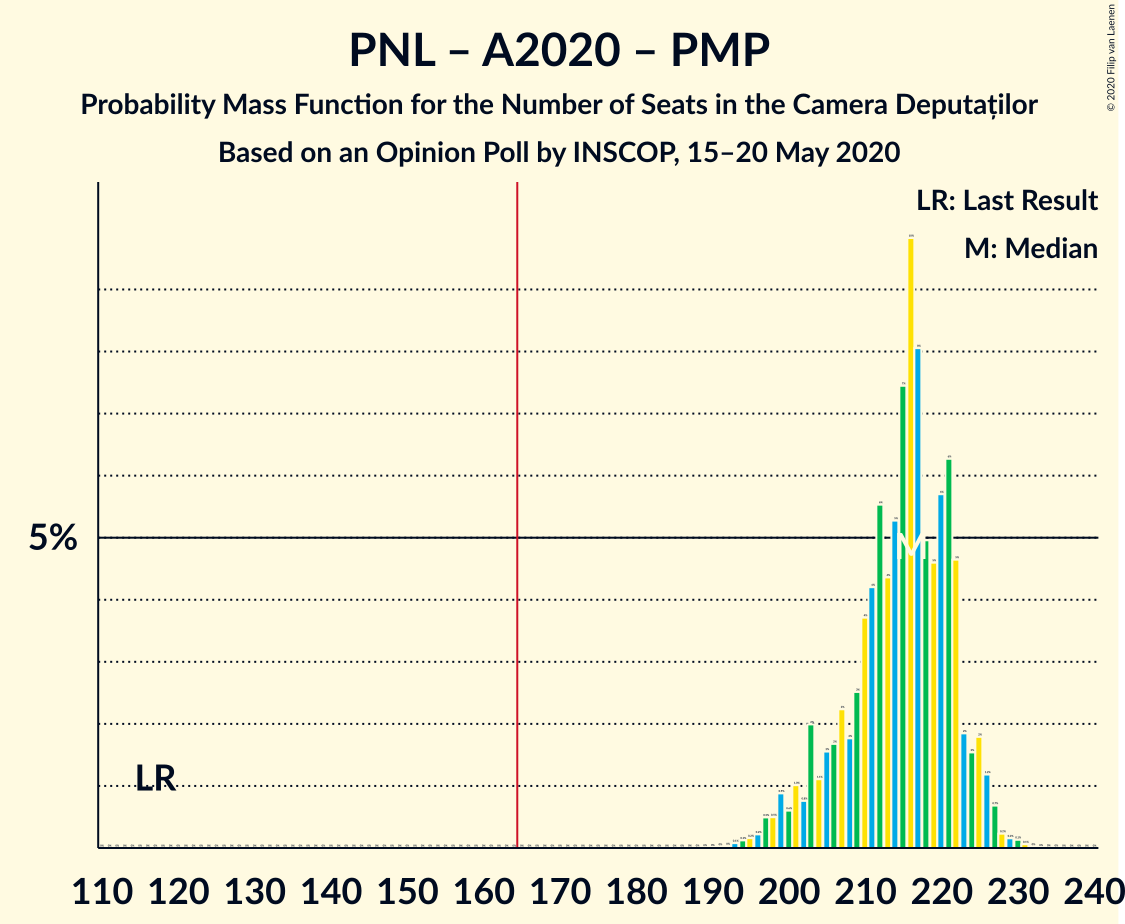 PNL – A2020 – PMP
Probability Mass Function for the Number of Seats in the Camera Deputaților
Based on an Opinion Poll by INSCOP, 15–20 May 2020
© 2020 Filip van Laenen
LR: Last Result
M: Median
5%
M
LR
110 120 130 140 150 160 170 180 190 200 210 220 230 240